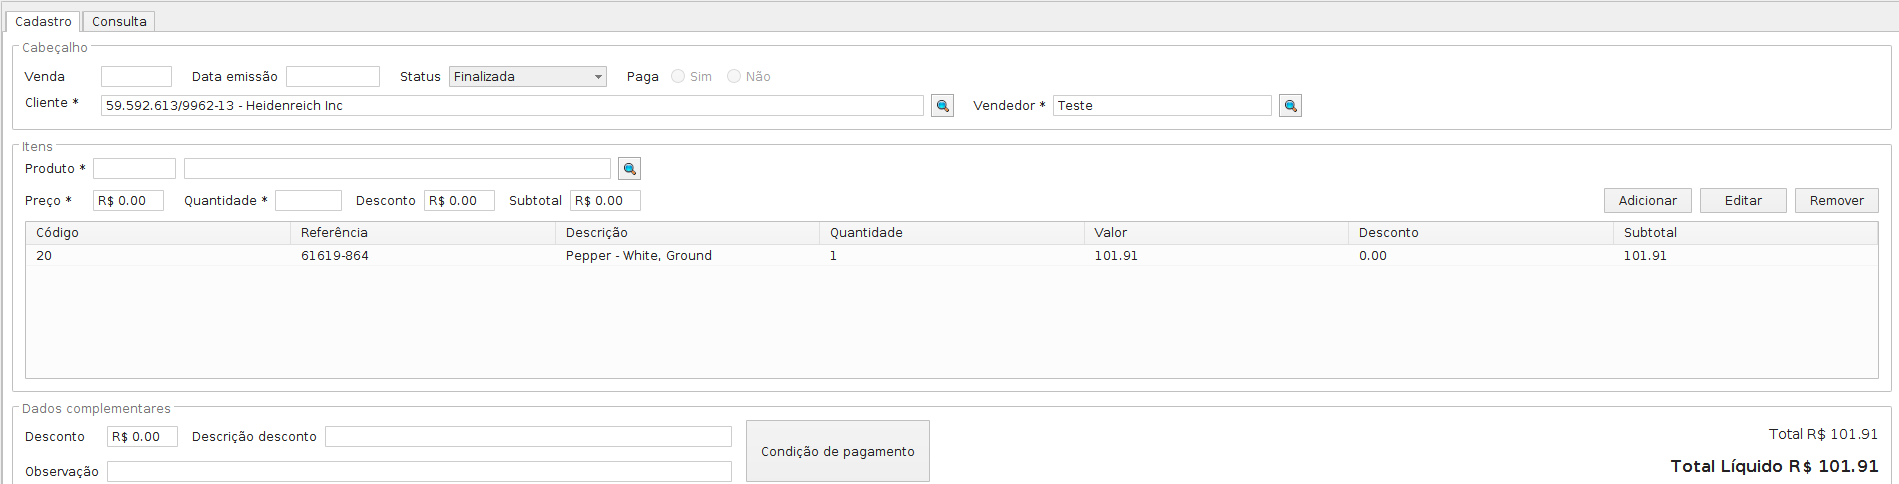 Cadastro Consulta
Cabeçalho
Venda Data emissão Status Finalizada Paga Sim Não
Cliente * 59.592.613/9962-13 - Heidenreich Inc Vendedor * Teste
Itens
Produto *
Preço * R$ 0.00 Quantidade * Desconto R$ 0.00 Subtotal R$ 0.00 Adicionar Editar Remover
Código Referência Descrição Quantidade Valor Desconto Subtotal
20 61619-864 Pepper - White, Ground 1 101.91 0.00 101.91
Dados complementares
Desconto R$ 0.00 Descrição desconto Total R$ 101.91
Condição de pagamento
Observação Total Líquido R$ 101.91